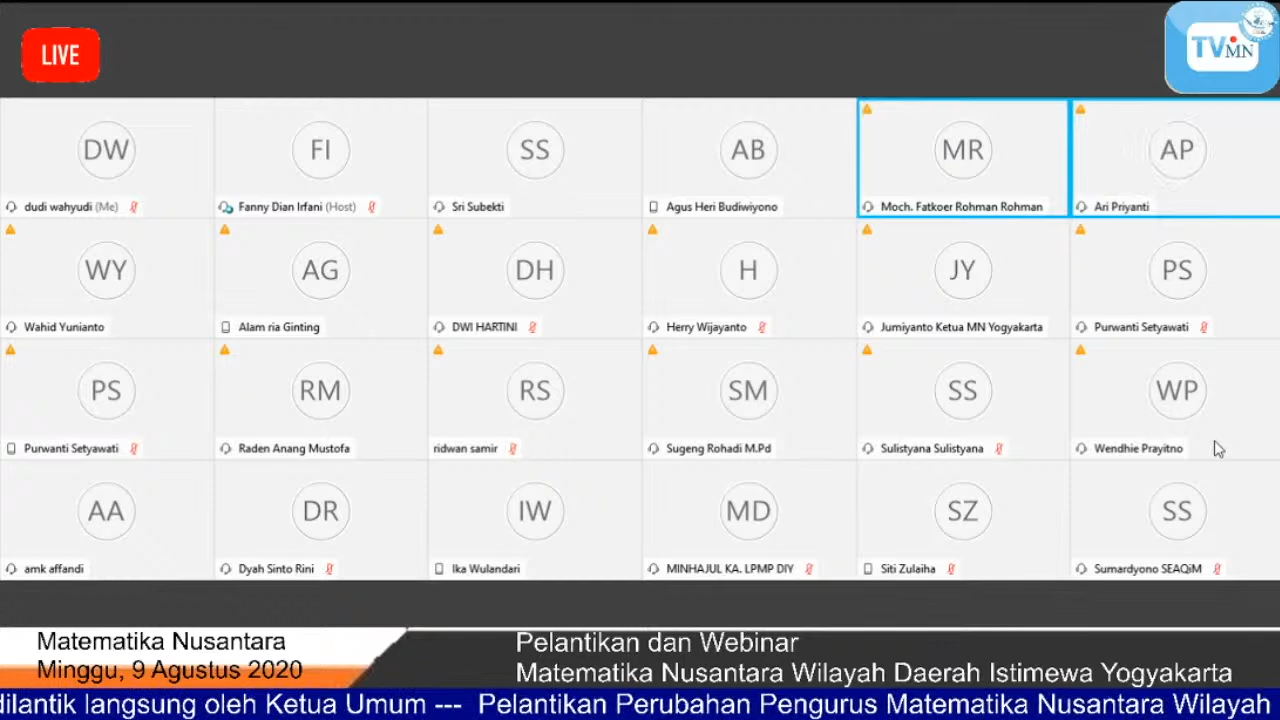 LIVE
TVMN
DW
FI
SS
AB
MR
AP
dudi wahyudi (Me)
Fanny Dian Irfani (Host)
Sri Subekti
Agus Heri Budiwiyono
Moch. Fatkoer Rohman Rohman
Ari Priyanti
WY
AG
DH
H
JY
PS
Wahid Yunianto
Alam ria Ginting
DWI HARTINI
Herry Wijayanto
Jumiyanto Ketua MN Yogyakarta
Purwanti Setyawati
PS
RM
RS
SM
SS
WP
Purwanti Setyawati
Raden Anang Mustofa
ridwan samir
Sugeng Rohadi M.Pd
Sulistyana Sulistyana
Wendhie Prayitno
AA
DR
IW
MD
SZ
SS
amk affandi
Dyah Sinto Rini
Ika Wulandari
MINHAJUL KA. LPMP DIY
Siti Zulaiha
Sumardyono SEAQiM
Matematika Nusantara
Minggu, 9 Agustus 2020
Pelantikan dan Webinar
Matematika Nusantara Wilayah Daerah Istimewa Yogyakarta
dilantik langsung oleh Ketua Umum --- Pelantikan Perubahan Pengurus Matematika Nusantara Wilayah